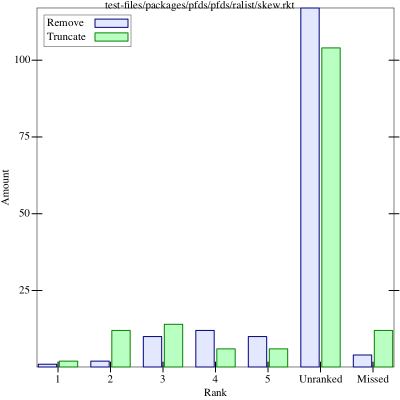 test-files/packages/pfds/pfds/ralist/skew.rkt
Remove
Truncate
100
75
50
25
Amount
1 2 3 4 5 Unranked Missed
Rank